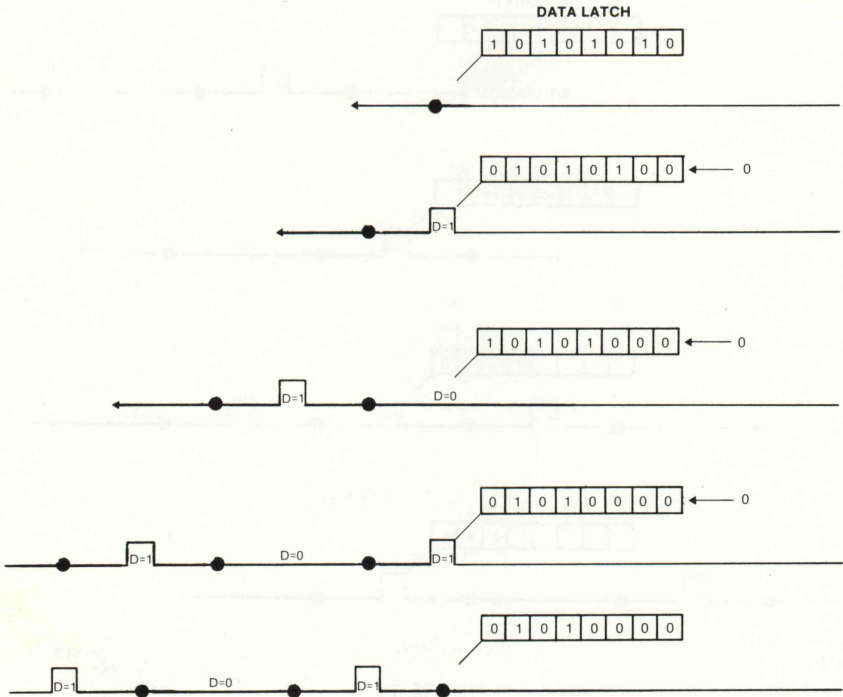 DATA LATCH
1 0 1 0 1 0 1 0
0 1 0 1 0 1 0 0 0
D=1
1 0 1 0 1 0 0 0 0
D=1 D=0
0 1 0 1 0 0 0 0 0
D=1 D=0 D=1
0 1 0 1 0 0 0 0
D=1 D=0 D=1